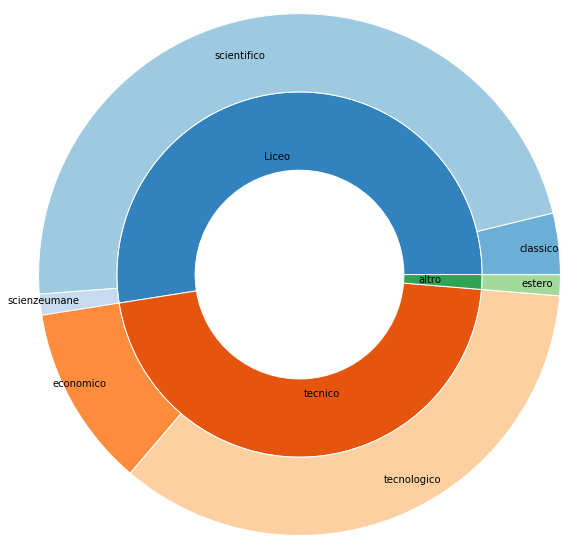 scientifico
Liceo
classico
altro
estero
scienzeumane
economico
tecnico
tecnologico